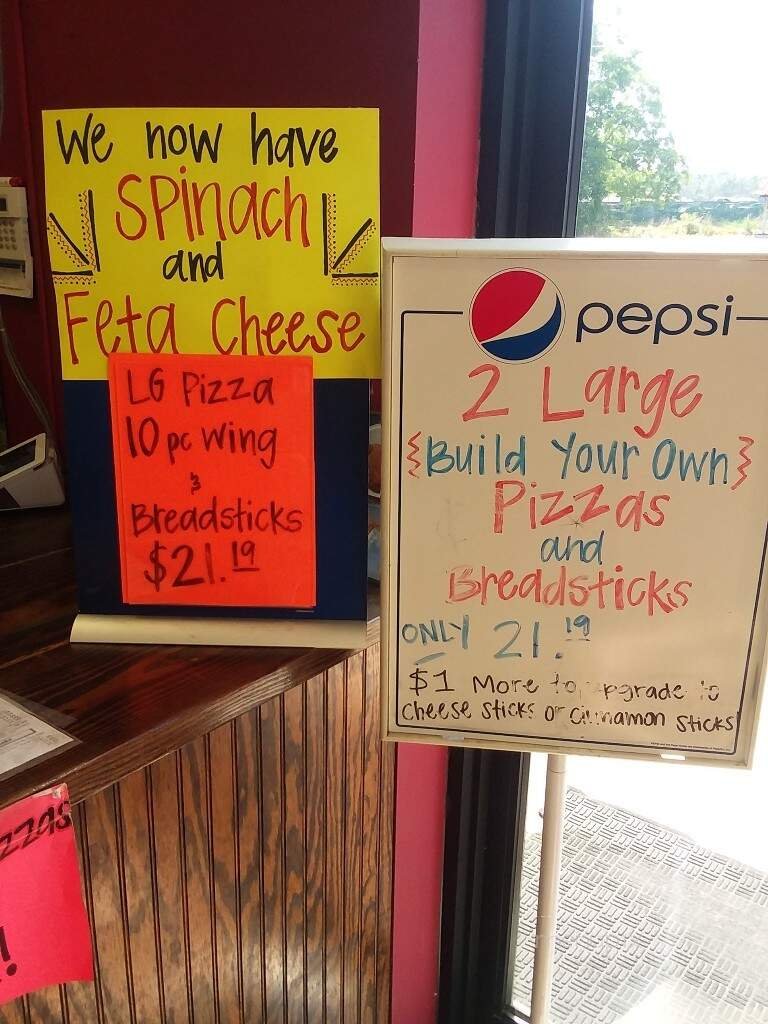 We now have
Spinach
and
Feta Cheese
LG Pizza
10 pc wing
&
Breadsticks
$21.19
pepsi
2 Large
{Build Your Own}
Pizzas
and
Breadsticks
ONLY 21.19
$1 More to upgrade to
cheese sticks or cinnamon sticks
zzas
!